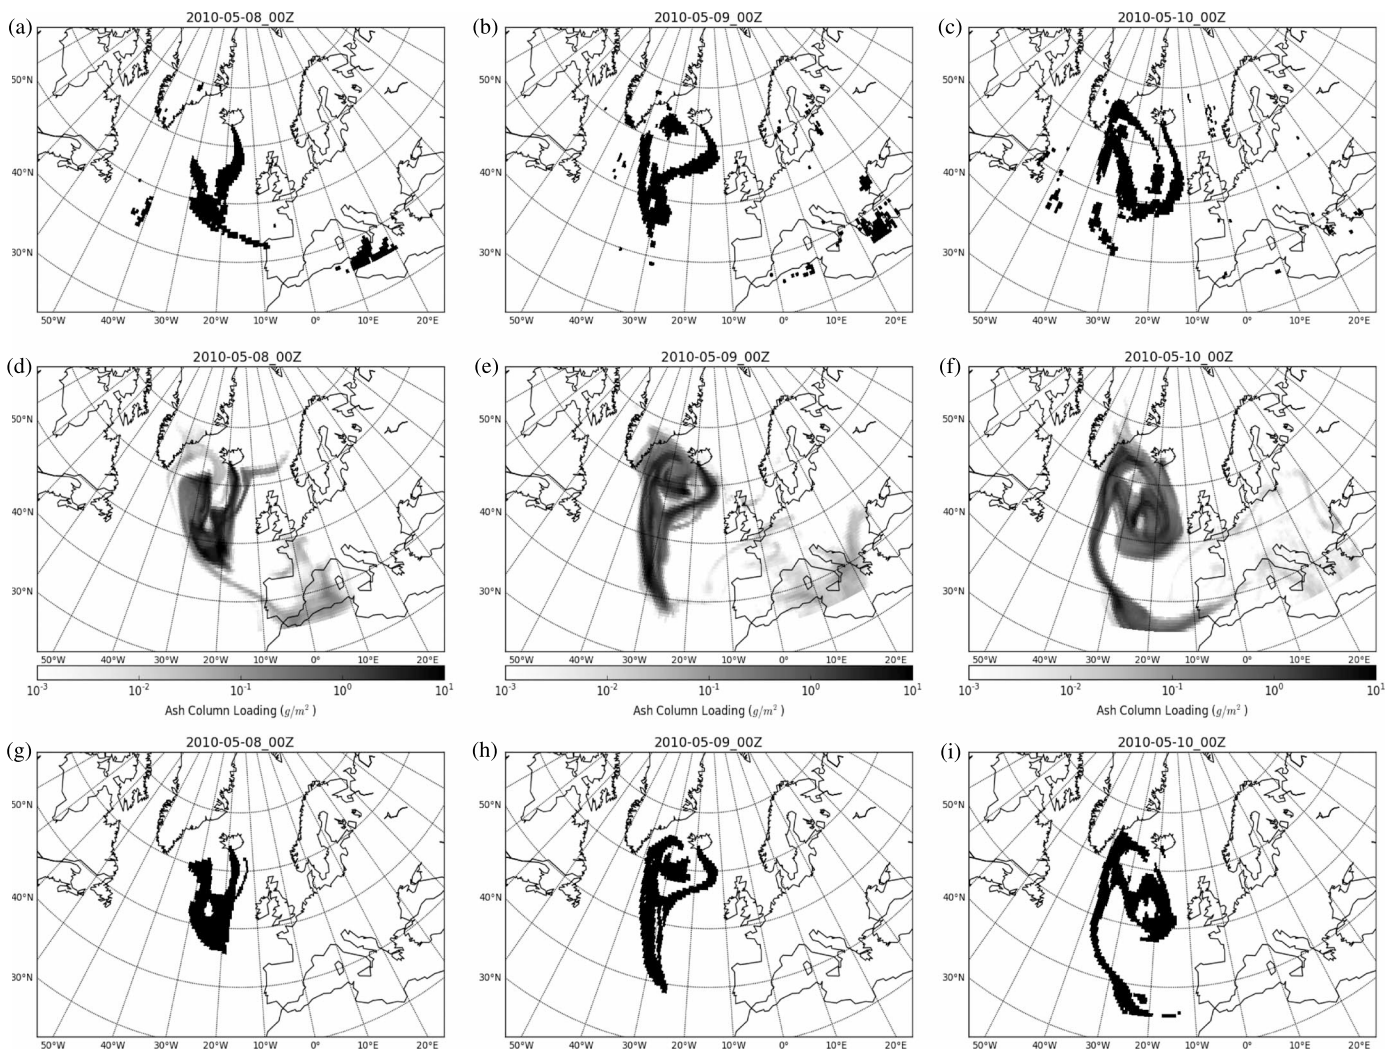 (a) 2010-05-08_00Z (b) 2010-05-09_00Z (c) 2010-05-10_00Z
50°N 50°N 50°N
40°N 40°N 40°N
30°N 30°N 30°N
50°W 40°W 30°W 20°W 10°W 0° 10°E 20°E 50°W 40°W 30°W 20°W 10°W 0° 10°E 20°E 50°W 40°W 30°W 20°W 10°W 0° 10°E 20°E
(d) 2010-05-08_00Z (e) 2010-05-09_00Z (f) 2010-05-10_00Z
50°N 50°N 50°N
40°N 40°N 40°N
30°N 30°N 30°N
50°W 40°W 30°W 20°W 10°W 0° 10°E 20°E 50°W 40°W 30°W 20°W 10°W 0° 10°E 20°E 50°W 40°W 30°W 20°W 10°W 0° 10°E 20°E
10⁻³ 10⁻² 10⁻¹ 10⁰ 10¹ 10⁻³ 10⁻² 10⁻¹ 10⁰ 10¹ 10⁻³ 10⁻² 10⁻¹ 10⁰ 10¹
Ash Column Loading (g/m²) Ash Column Loading (g/m²) Ash Column Loading (g/m²)
(g) 2010-05-08_00Z (h) 2010-05-09_00Z (i) 2010-05-10_00Z
50°N 50°N 50°N
40°N 40°N 40°N
30°N 30°N 30°N
50°W 40°W 30°W 20°W 10°W 0° 10°E 20°E 50°W 40°W 30°W 20°W 10°W 0° 10°E 20°E 50°W 40°W 30°W 20°W 10°W 0° 10°E 20°E